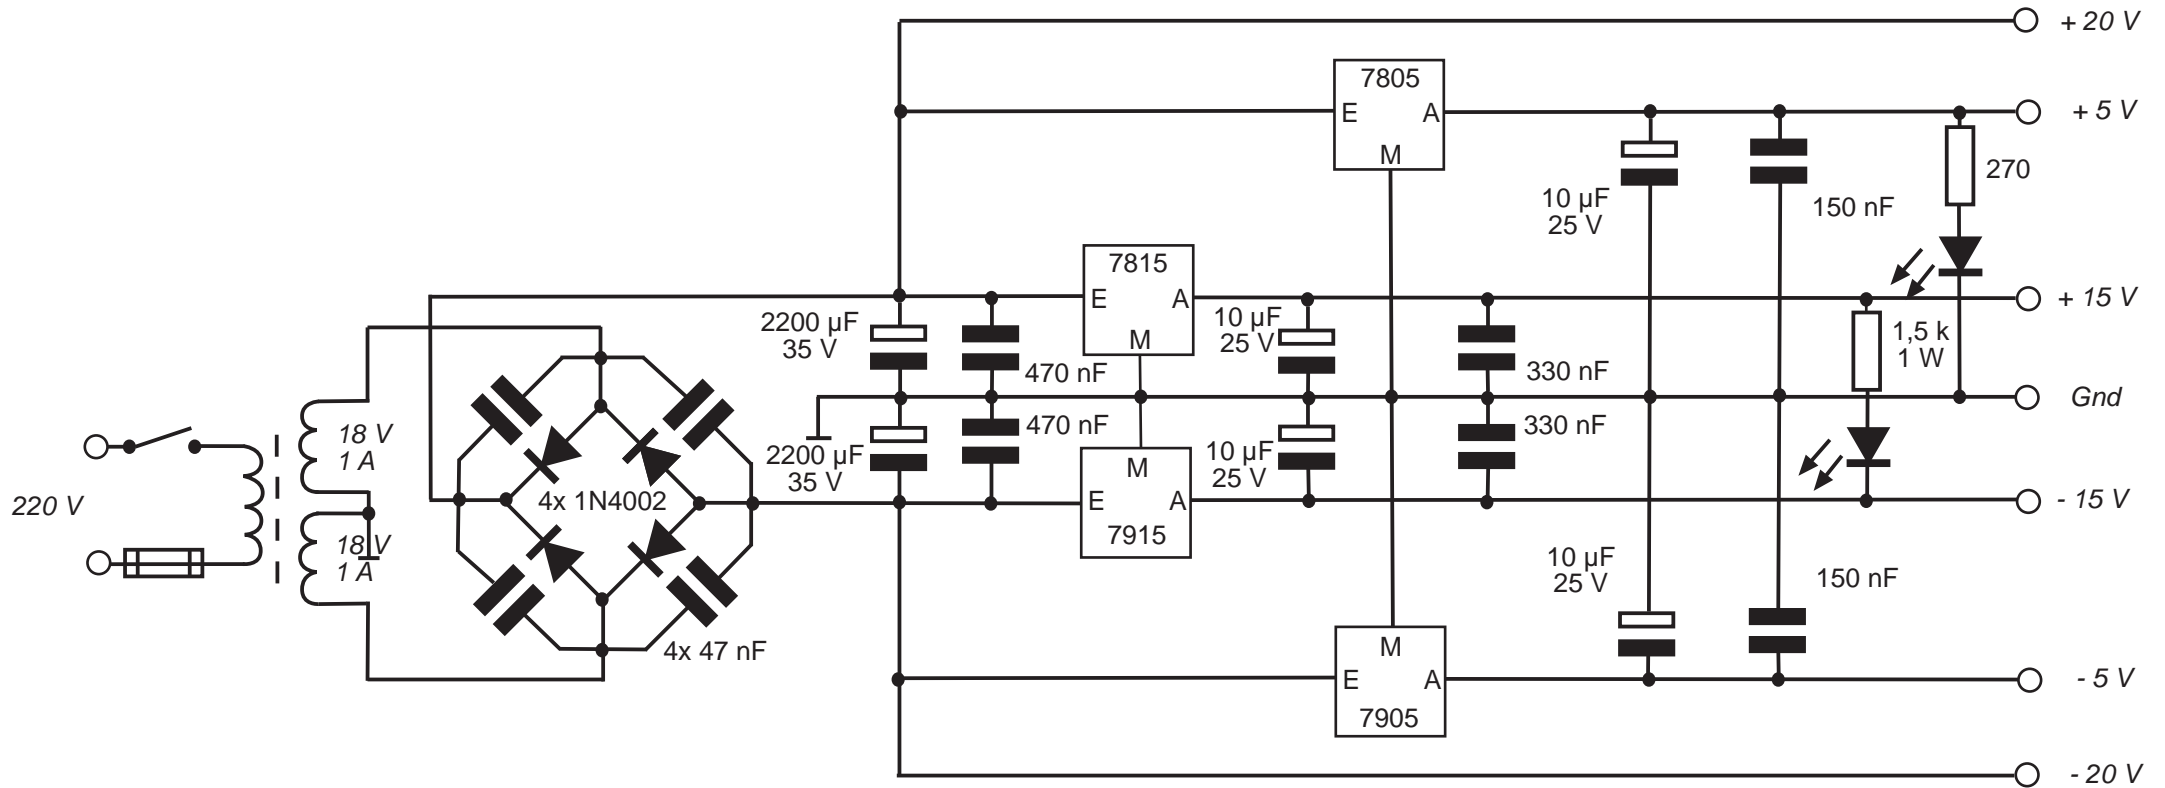 + 20 V
7805
E
A
M
+ 5 V
270
10 µF
25 V
150 nF
7815
E
A
M
+ 15 V
2200 µF
35 V
470 nF
10 µF
25 V
330 nF
1,5 k
1 W
Gnd
18 V
1 A
220 V
18 V
1 A
4x 1N4002
4x 47 nF
2200 µF
35 V
470 nF
10 µF
25 V
330 nF
M
E
A
7915
- 15 V
10 µF
25 V
150 nF
M
E
A
7905
- 5 V
- 20 V